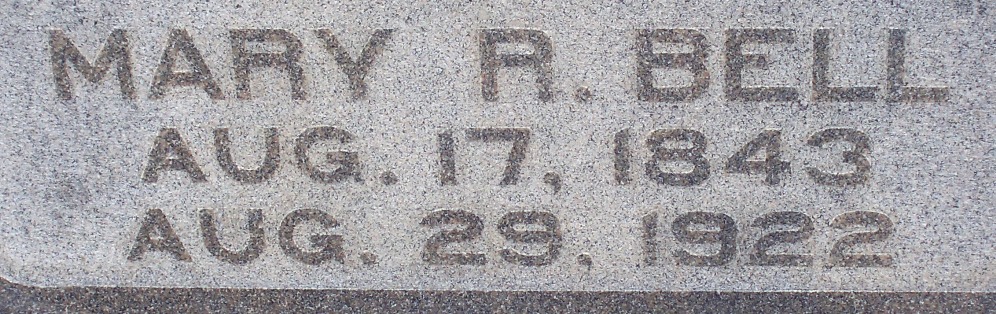 MARY R. BELL
AUG. 17, 1843
AUG. 29, 1922